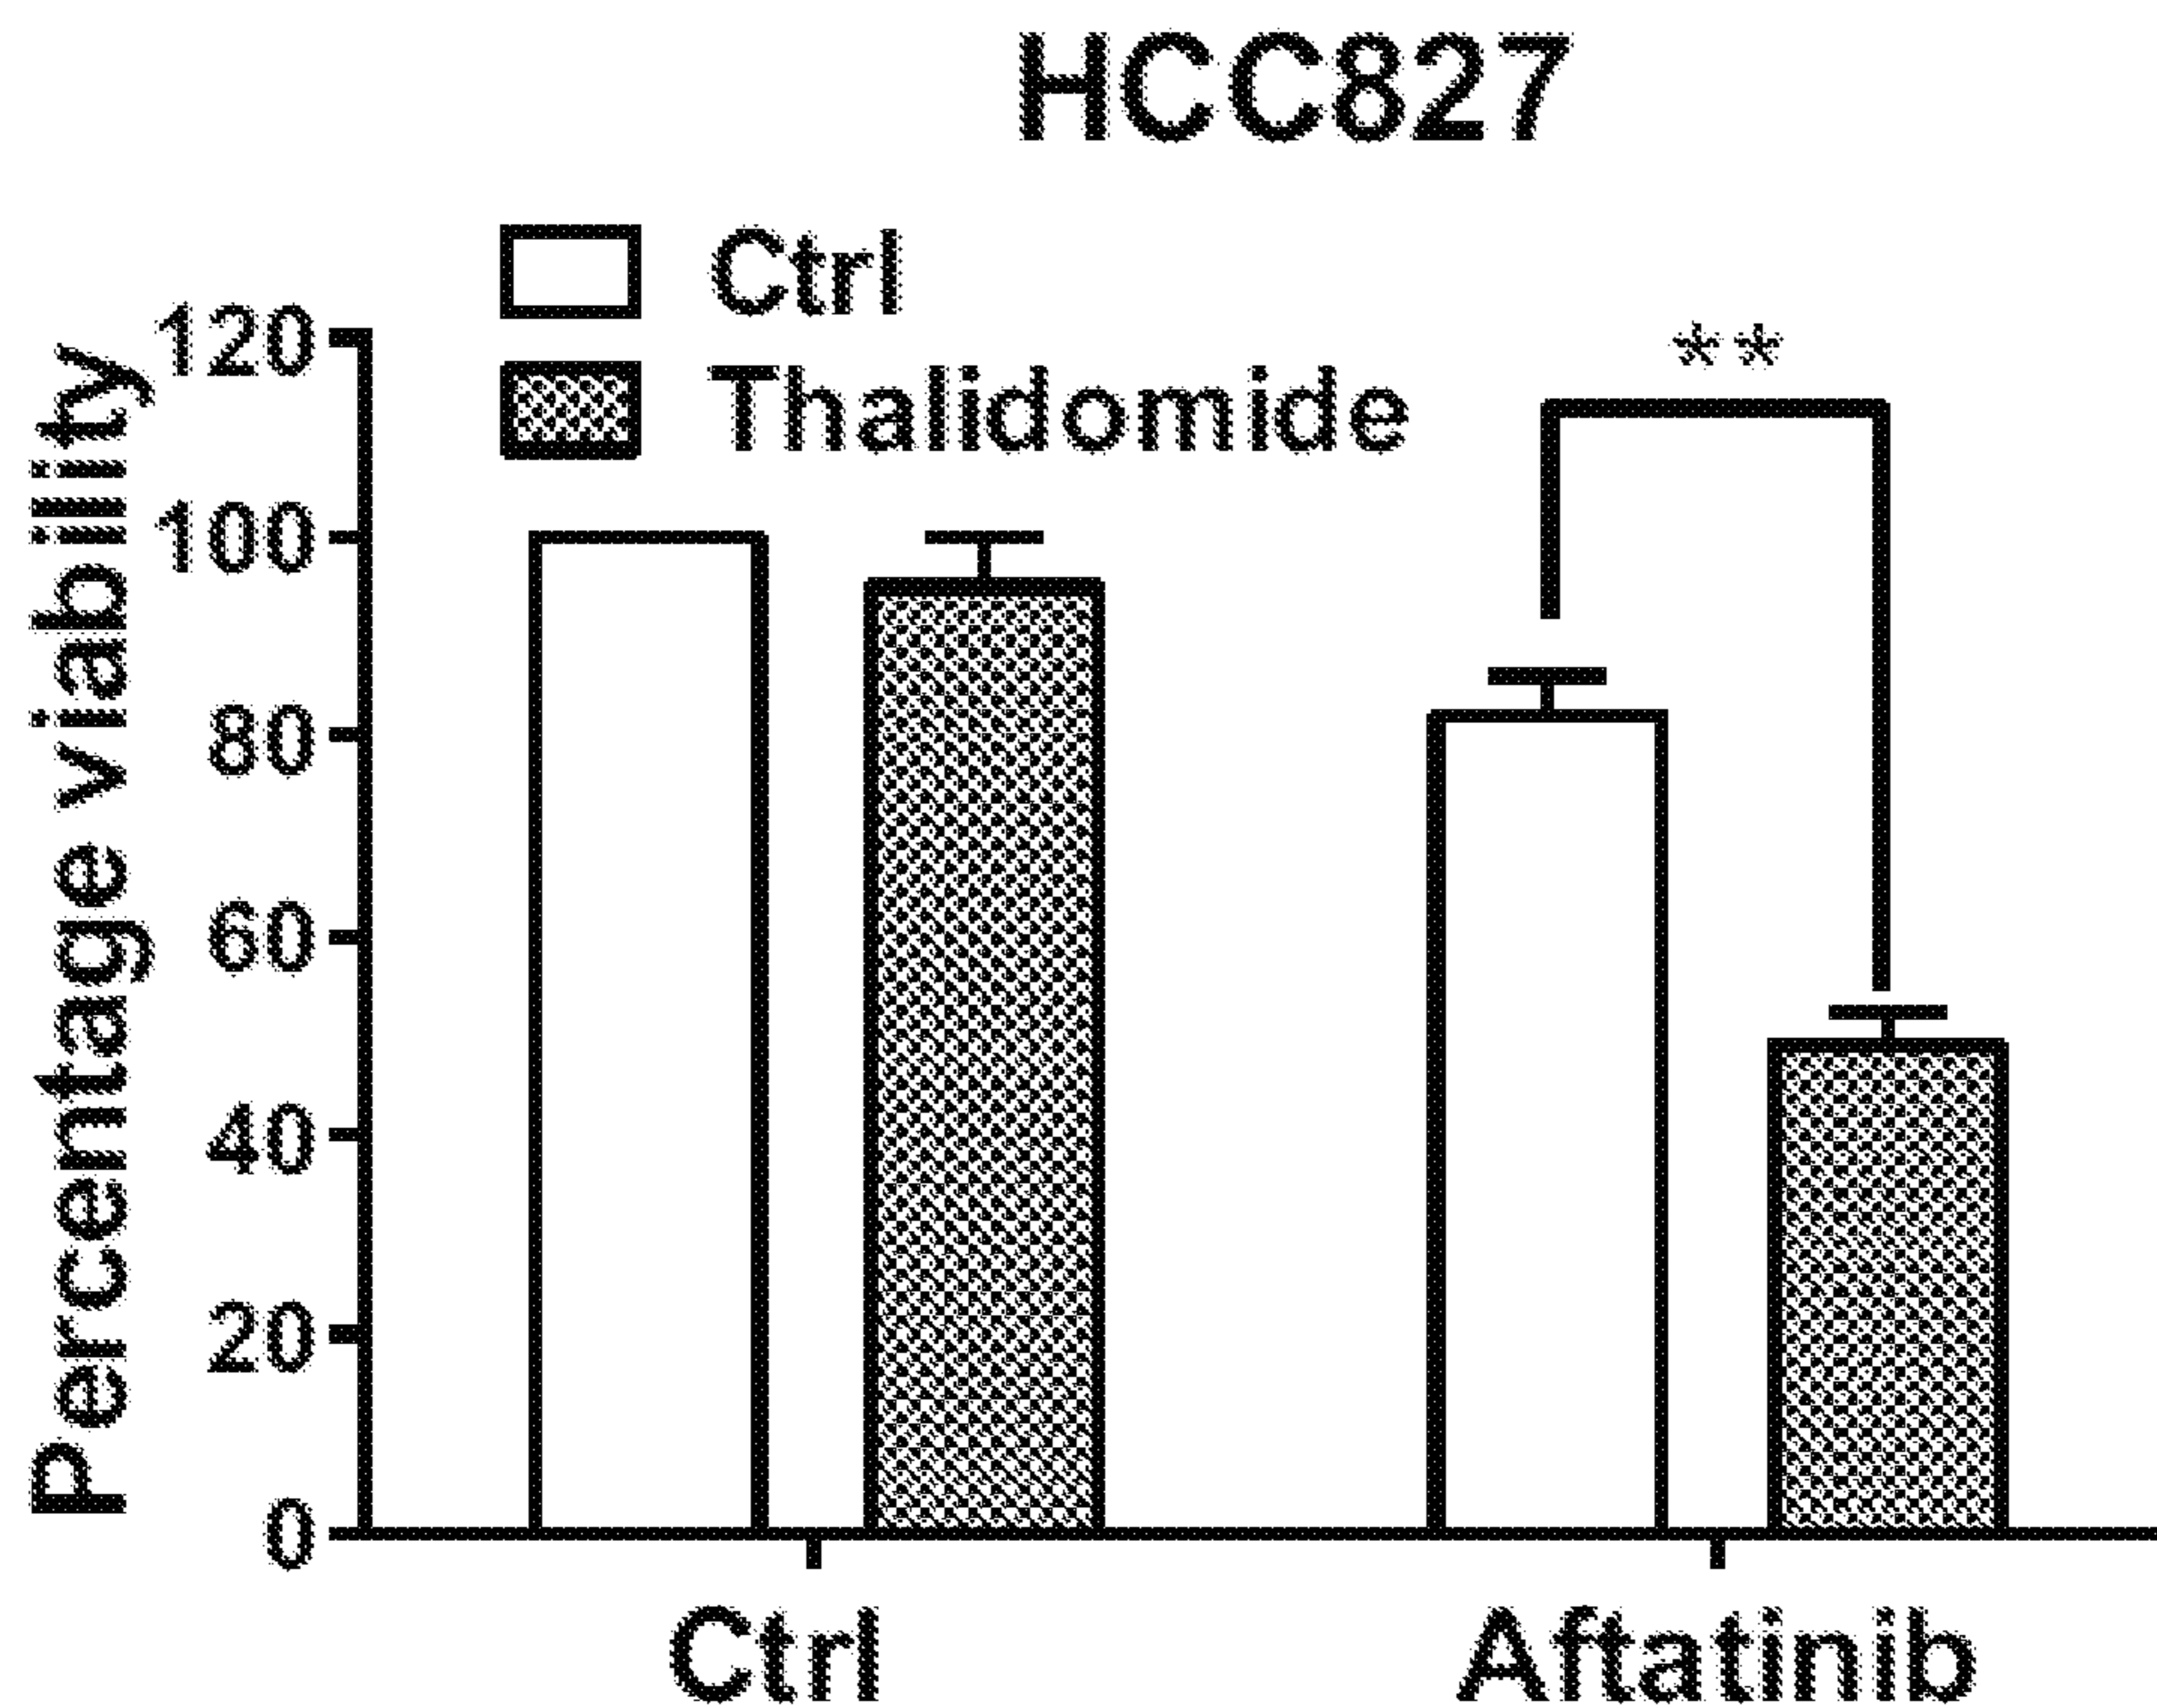 HCC827
Ctrl
Thalidomide
**
Percentage viability
120
100
80
60
40
20
0
Ctrl
Aftatinib